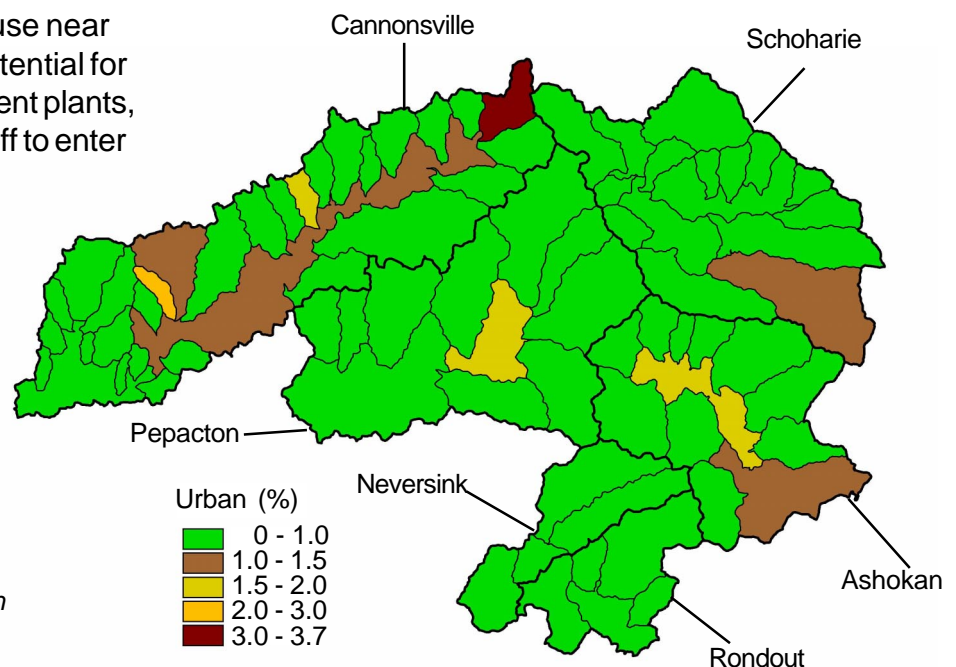 use near
tential for
ent plants,
ff to enter
Cannonsville
Schoharie
Pepacton
Neversink
Urban (%)
0 - 1.0
1.0 - 1.5
1.5 - 2.0
2.0 - 3.0
3.0 - 3.7
Ashokan
Rondout